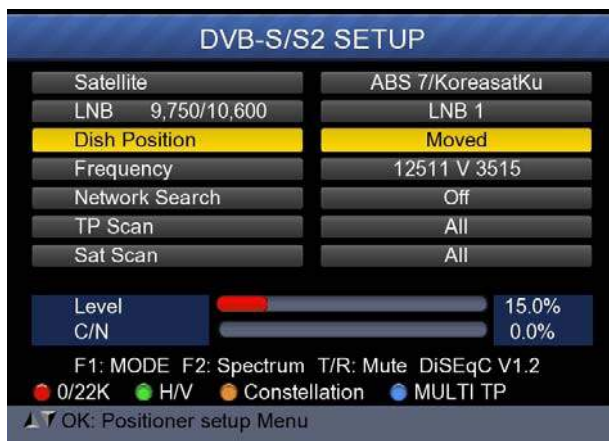 DVB-S/S2 SETUP
Satellite ABS 7/KoreasatKu
LNB 9,750/10,600 LNB 1
Dish Position Moved
Frequency 12511 V 3515
Network Search Off
TP Scan All
Sat Scan All
Level 15.0%
C/N 0.0%
F1: MODE F2: Spectrum T/R: Mute DiSEqC V1.2
0/22K H/V Constellation MULTI TP
OK: Positioner setup Menu